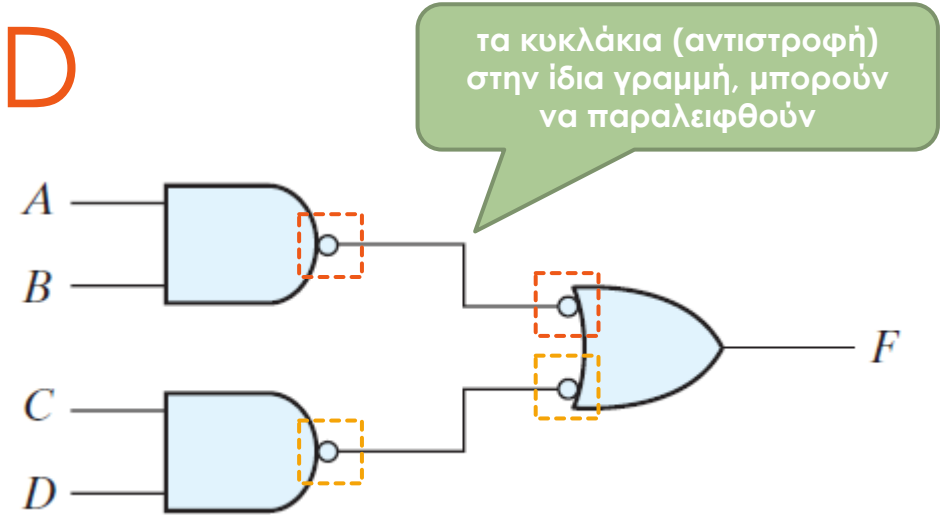 D
τα κυκλάκια (αντιστροφή)
στην ίδια γραμμή, μπορούν
να παραλειφθούν
A
B
F
C
D